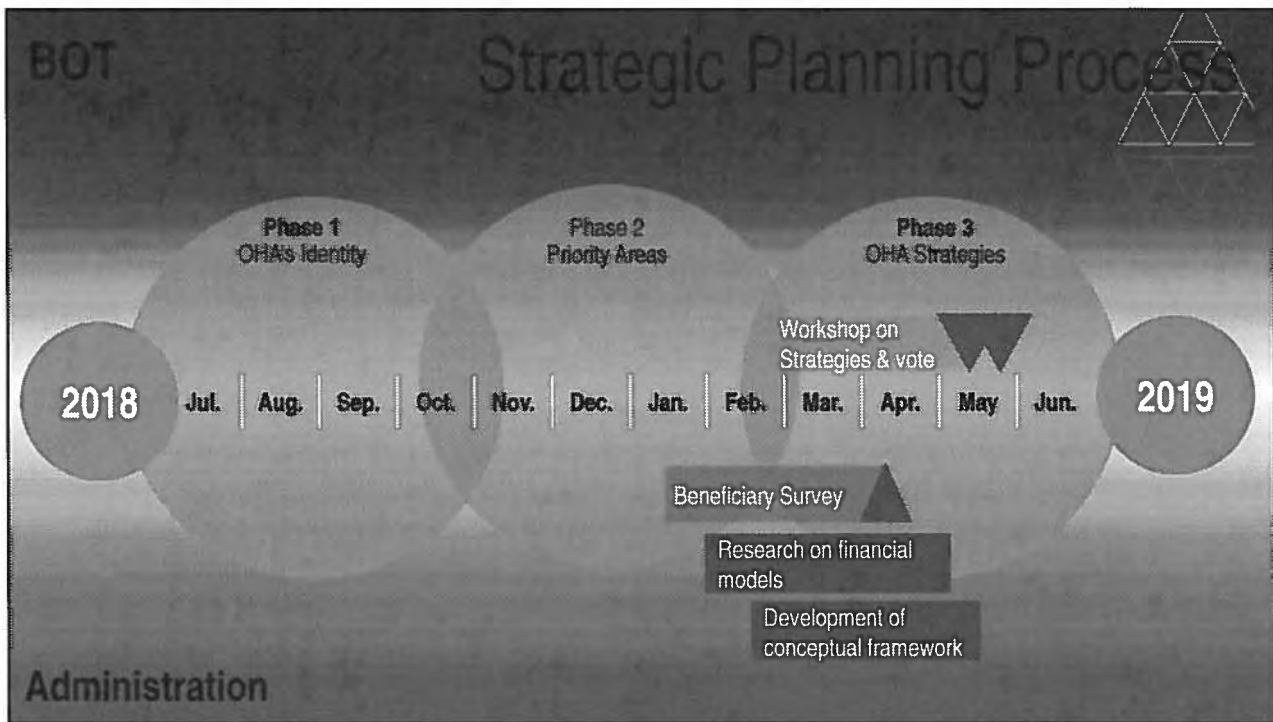 BOT
Strategic Planning Process
Phase 1
OHA's Identity
Phase 2
Priority Areas
Phase 3
OHA Strategies
Workshop on
Strategies & vote
2018
Jul. Aug. Sep. Oct. Nov. Dec. Jan. Feb. Mar. Apr. May Jun.
2019
Beneficiary Survey
Research on financial
models
Development of
conceptual framework
Administration